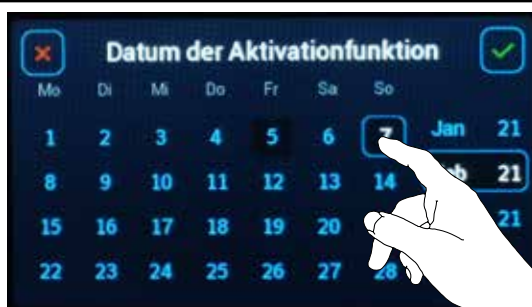 Datum der Aktivationfunktion
Mo Di Mi Do Fr Sa So
1 2 3 4 5 6 7 Jan 21
8 9 10 11 12 13 14 21
15 16 17 18 19 20 21
22 23 24 25 26 27 28